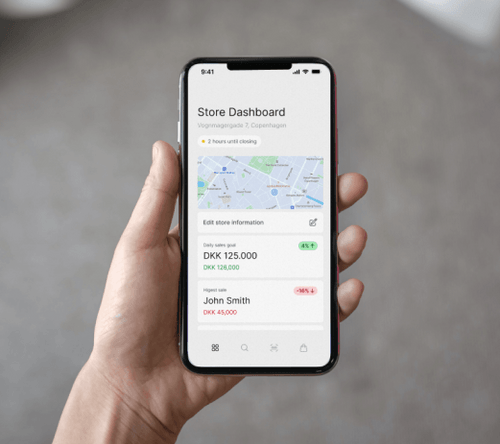 9:41
Store Dashboard
Vognmagergade 7, Copenhagen
2 hours until closing
Edit store information
Daily sales goal
4% ↑
DKK 125.000
DKK 128,000
Higest sale
-16% ↓
John Smith
DKK 45,000